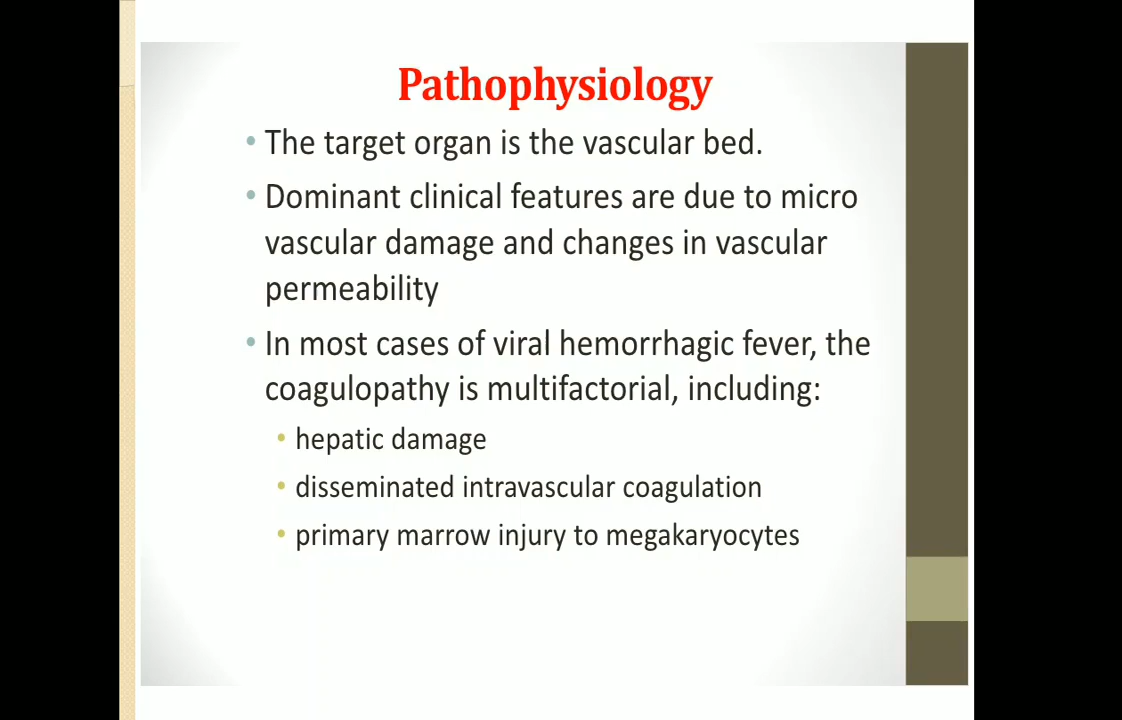 Pathophysiology
• The target organ is the vascular bed.
• Dominant clinical features are due to micro
vascular damage and changes in vascular
permeability
• In most cases of viral hemorrhagic fever, the
coagulopathy is multifactorial, including:
• hepatic damage
• disseminated intravascular coagulation
• primary marrow injury to megakaryocytes